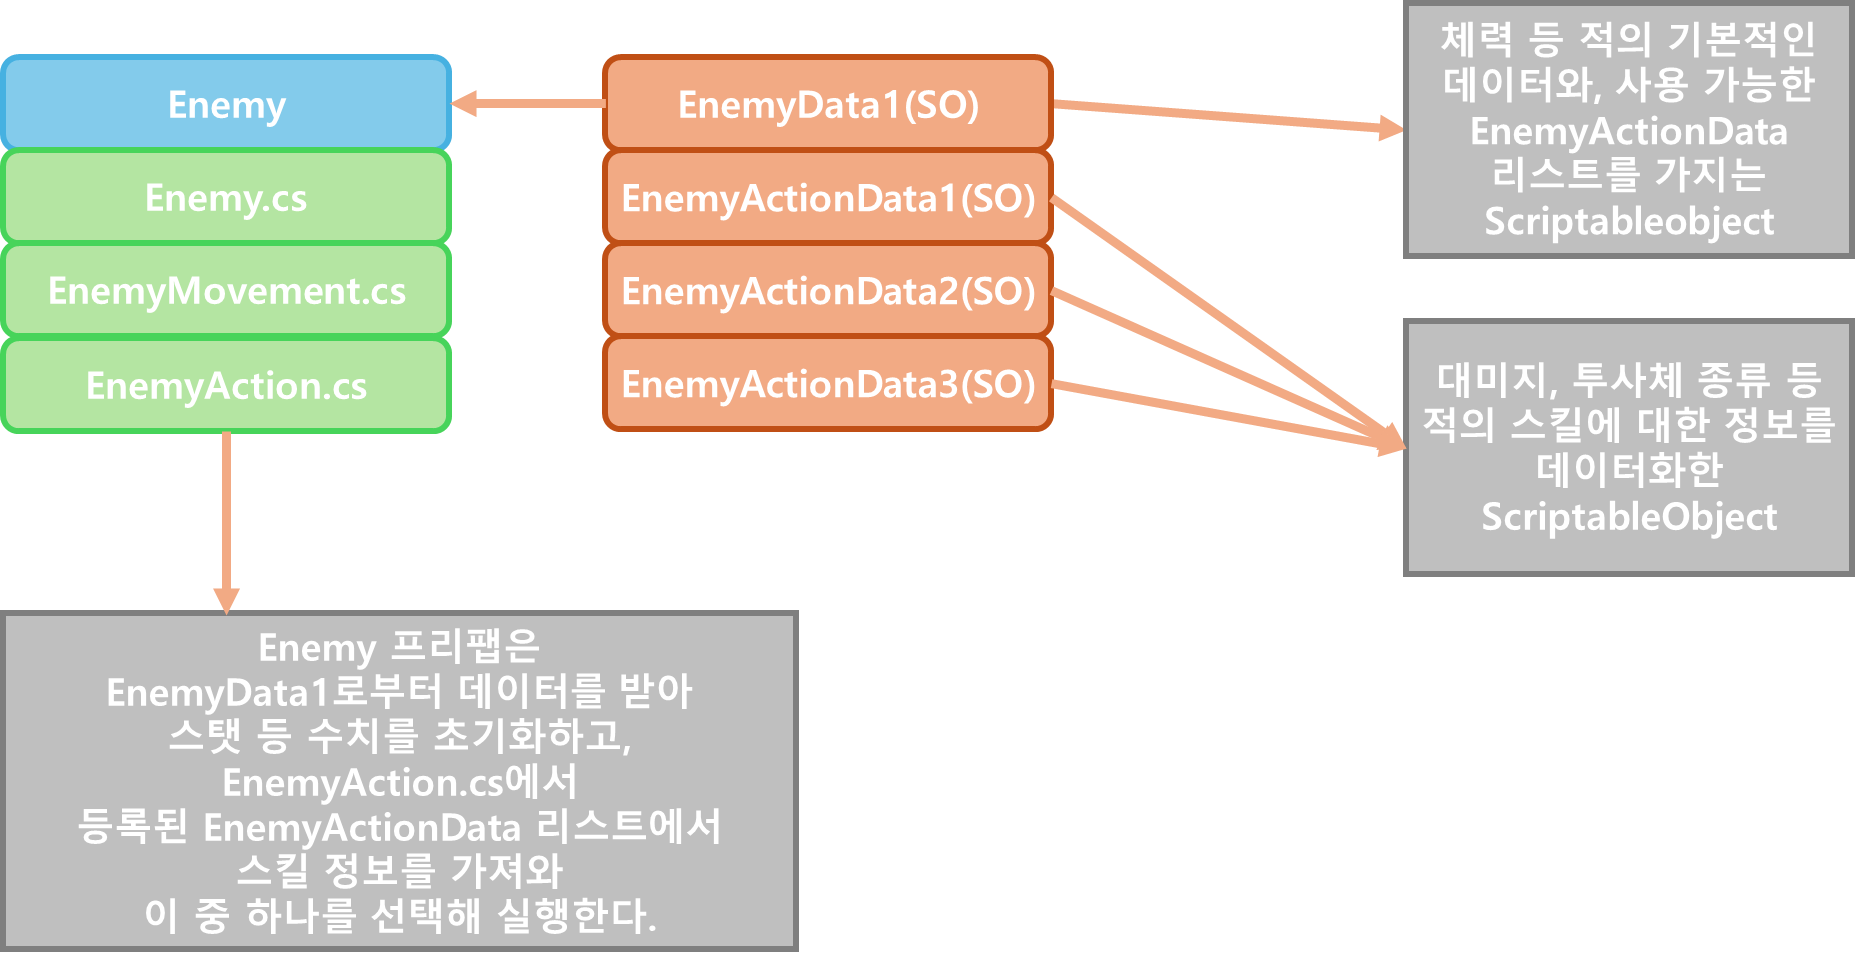 Enemy
Enemy.cs
EnemyMovement.cs
EnemyAction.cs
EnemyData1(SO)
EnemyActionData1(SO)
EnemyActionData2(SO)
EnemyActionData3(SO)
체력 등 적의 기본적인
데이터와, 사용 가능한
EnemyActionData
리스트를 가지는
Scriptableobject
대미지, 투사체 종류 등
적의 스킬에 대한 정보를
데이터화한
ScriptableObject
Enemy 프리팹은
EnemyData1로부터 데이터를 받아
스탯 등 수치를 초기화하고,
EnemyAction.cs에서
등록된 EnemyActionData 리스트에서
스킬 정보를 가져와
이 중 하나를 선택해 실행한다.